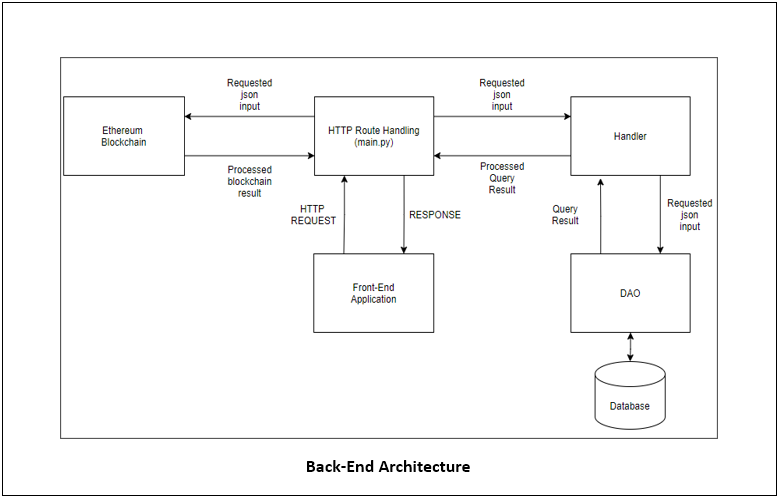 Requested
json
input
Requested
json
input
Ethereum
Blockchain
HTTP Route Handling
(main.py)
Handler
Processed
blockchain
result
Processed
Query
Result
HTTP
REQUEST
RESPONSE
Query
Result
Requested
json
input
Front-End
Application
DAO
Database
Back-End Architecture